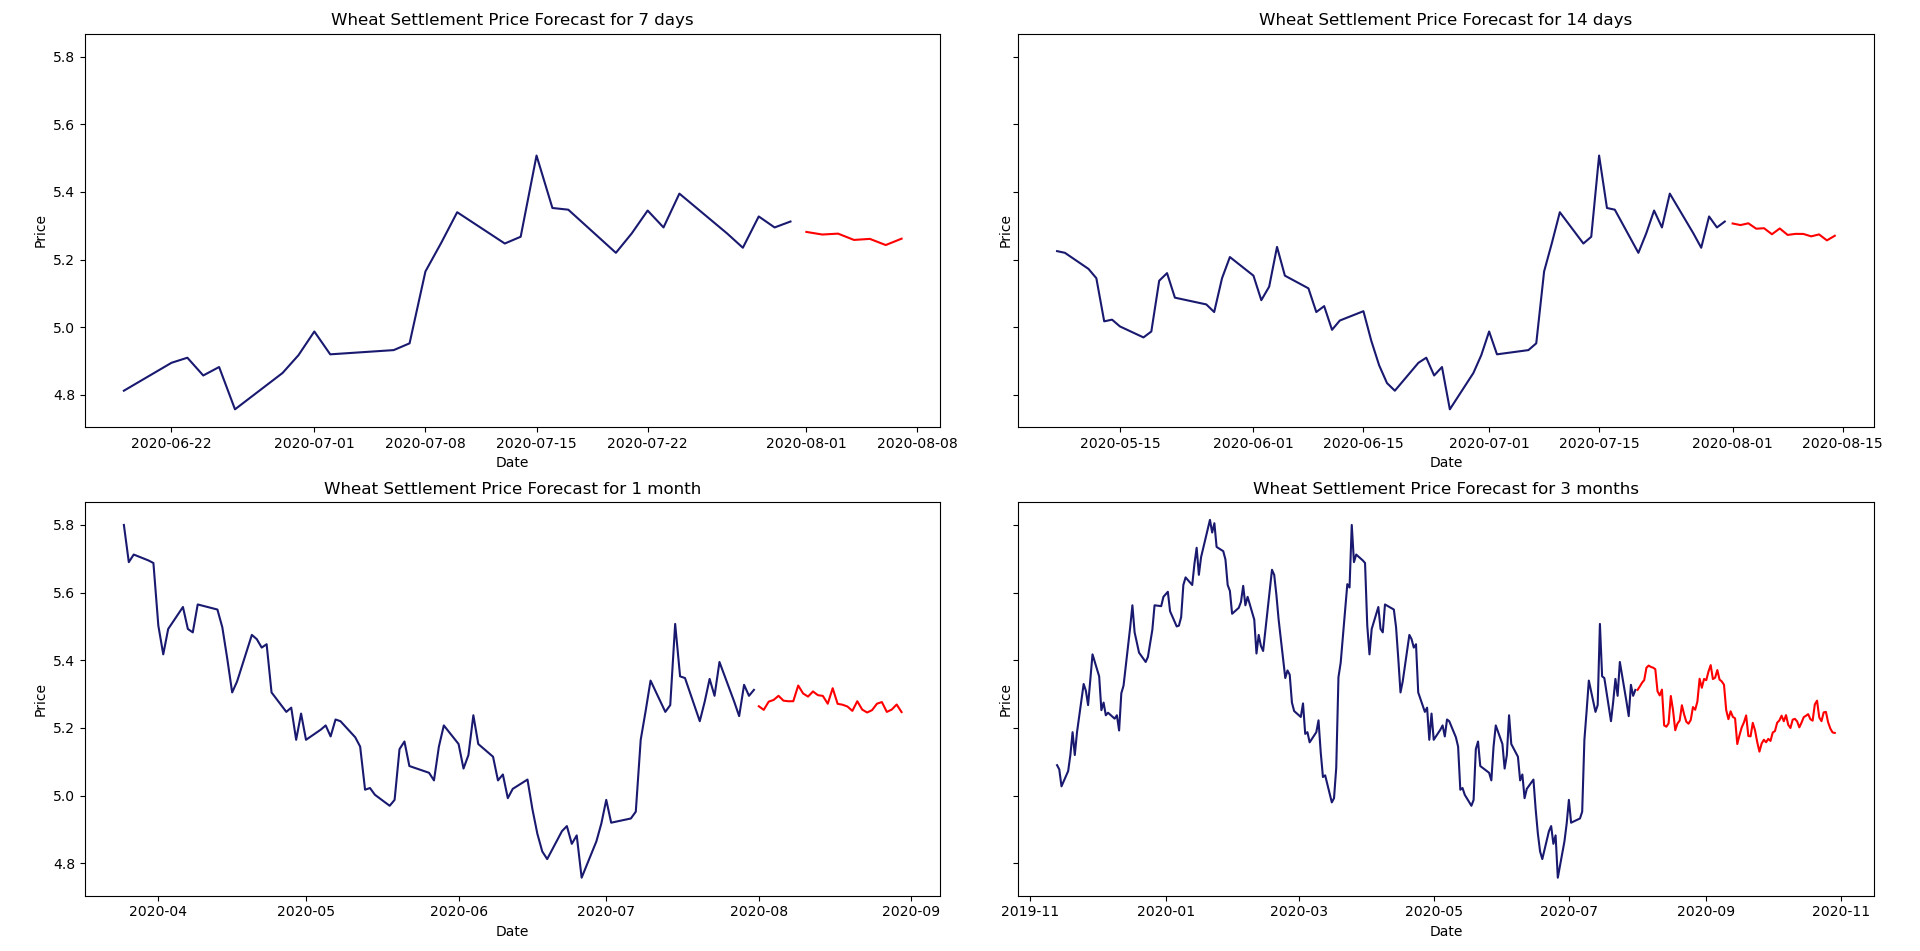 Wheat Settlement Price Forecast for 7 days
5.8
5.6
5.4
5.2
5.0
4.8
Price
2020-06-22 2020-07-01 2020-07-08 2020-07-15 2020-07-22 2020-08-01 2020-08-08
Date
Wheat Settlement Price Forecast for 14 days
Price
2020-05-15 2020-06-01 2020-06-15 2020-07-01 2020-07-15 2020-08-01 2020-08-15
Date
Wheat Settlement Price Forecast for 1 month
5.8
5.6
5.4
5.2
5.0
4.8
Price
2020-04 2020-05 2020-06 2020-07 2020-08 2020-09
Date
Wheat Settlement Price Forecast for 3 months
Price
2019-11 2020-01 2020-03 2020-05 2020-07 2020-09 2020-11
Date